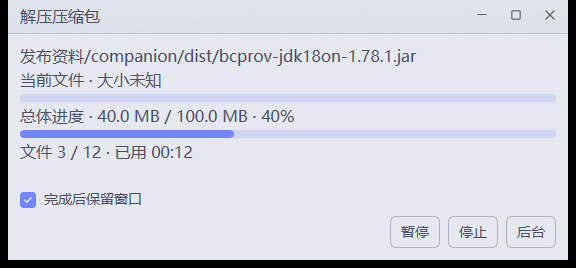 解压压缩包
发布资料/companion/dist/bcprov-jdk18on-1.78.1.jar
当前文件 · 大小未知
总体进度 · 40.0 MB / 100.0 MB · 40%
文件 3 / 12 · 已用 00:12
完成后保留窗口
暂停 停止 后台